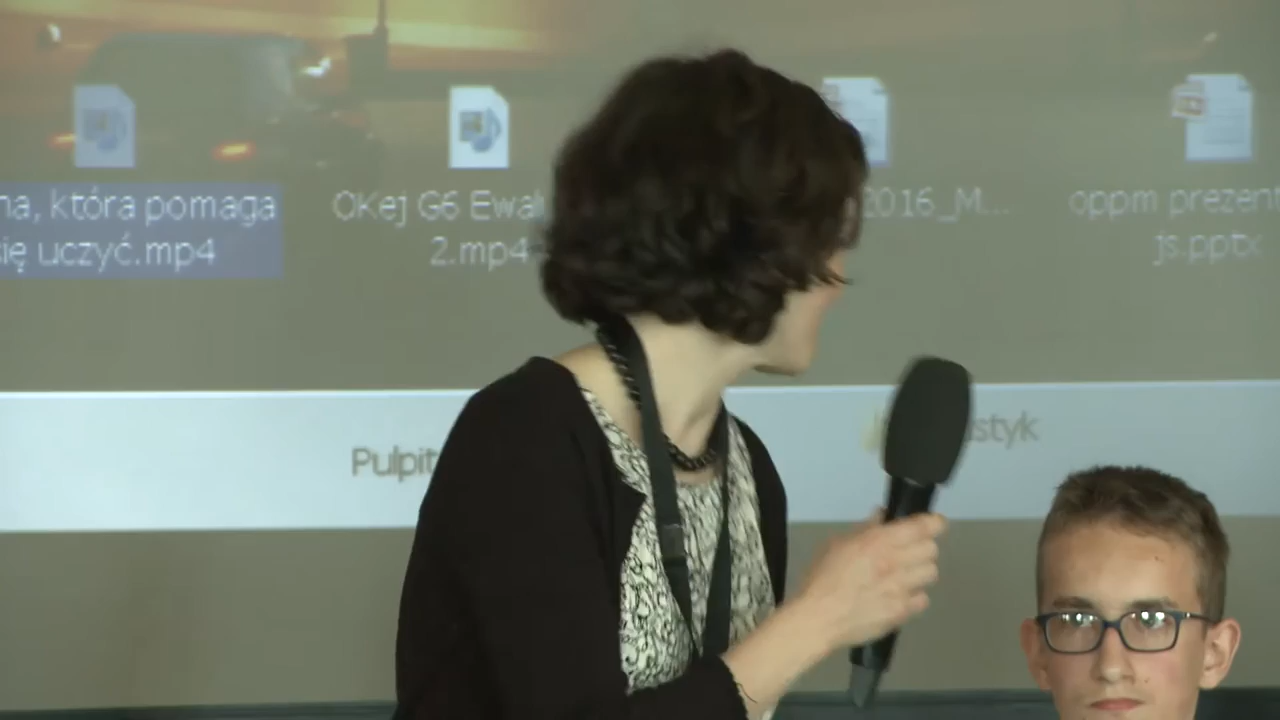 na, która pomaga
się uczyć.mp4
OKej G6 Ewa
2.mp4
2016_M...
oppm prezent
js.pptx
Pulpit
styk